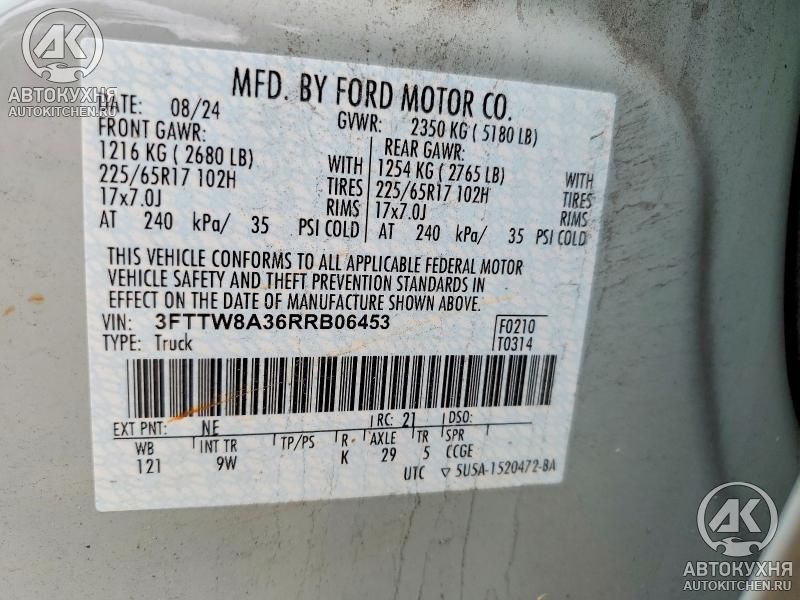 АК
АВТОКУХНЯ
AUTOKITCHEN.RU
MFD. BY FORD MOTOR CO.
DATE: 08/24 GVWR: 2350 KG ( 5180 LB)
FRONT GAWR: REAR GAWR:
1216 KG ( 2680 LB) WITH 1254 KG ( 2765 LB) WITH
225/65R17 102H TIRES 225/65R17 102H TIRES
17x7.0J RIMS 17x7.0J RIMS
AT 240 kPa/ 35 PSI COLD AT 240 kPa/ 35 PSI COLD
THIS VEHICLE CONFORMS TO ALL APPLICABLE FEDERAL MOTOR
VEHICLE SAFETY AND THEFT PREVENTION STANDARDS IN
EFFECT ON THE DATE OF MANUFACTURE SHOWN ABOVE.
VIN: 3FTTW8A36RRB06453 F0210
TYPE: Truck T0314
EXT PNT: NE RC: 21 DSO:
WB INT TR TP/PS R AXLE TR SPR
121 9W K 29 5 CCGE
UTC ▽ 5U5A-1520472-BA
АК
АВТОКУХНЯ
AUTOKITCHEN.RU